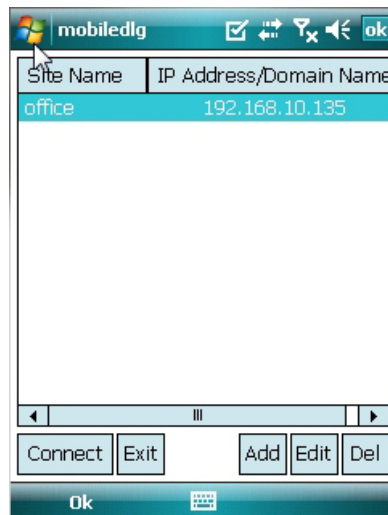 mobiledlg ok
Site Name IP Address/Domain Name
office 192.168.10.135
Connect Exit Add Edit Del
Ok